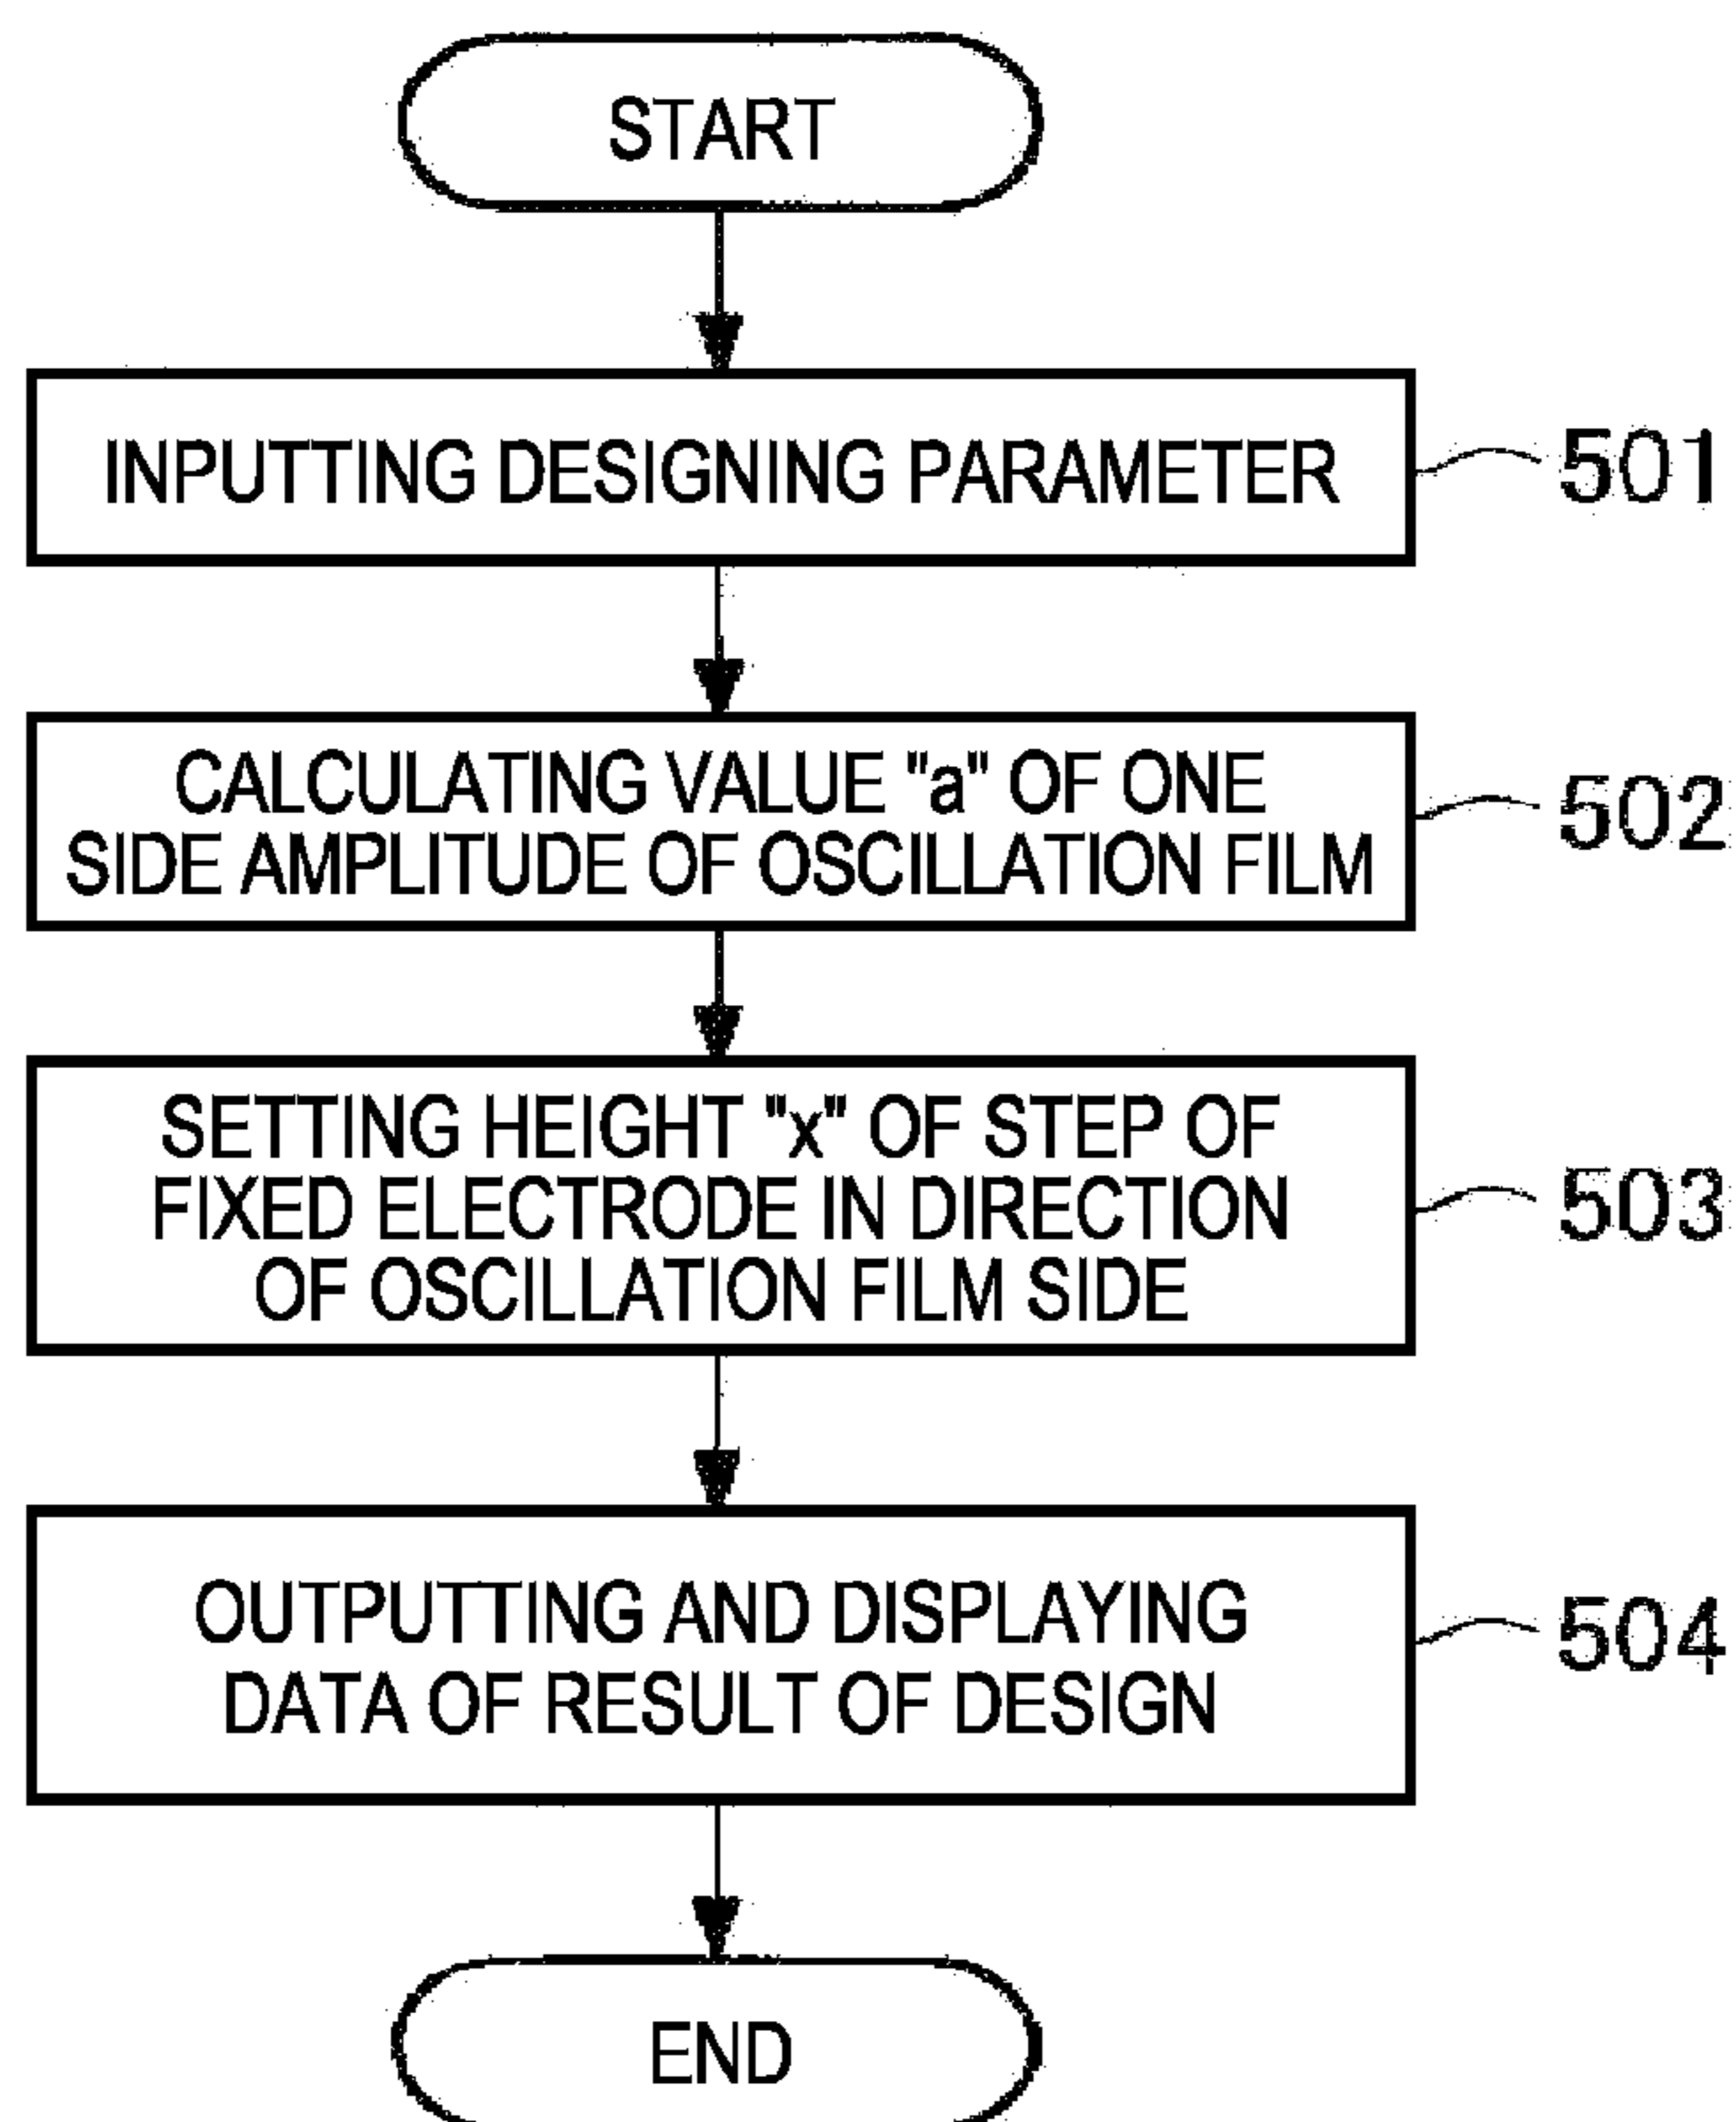 START
INPUTTING DESIGNING PARAMETER
501
CALCULATING VALUE "a" OF ONE
SIDE AMPLITUDE OF OSCILLATION FILM
502
SETTING HEIGHT "x" OF STEP OF
FIXED ELECTRODE IN DIRECTION
OF OSCILLATION FILM SIDE
503
OUTPUTTING AND DISPLAYING
DATA OF RESULT OF DESIGN
504
END